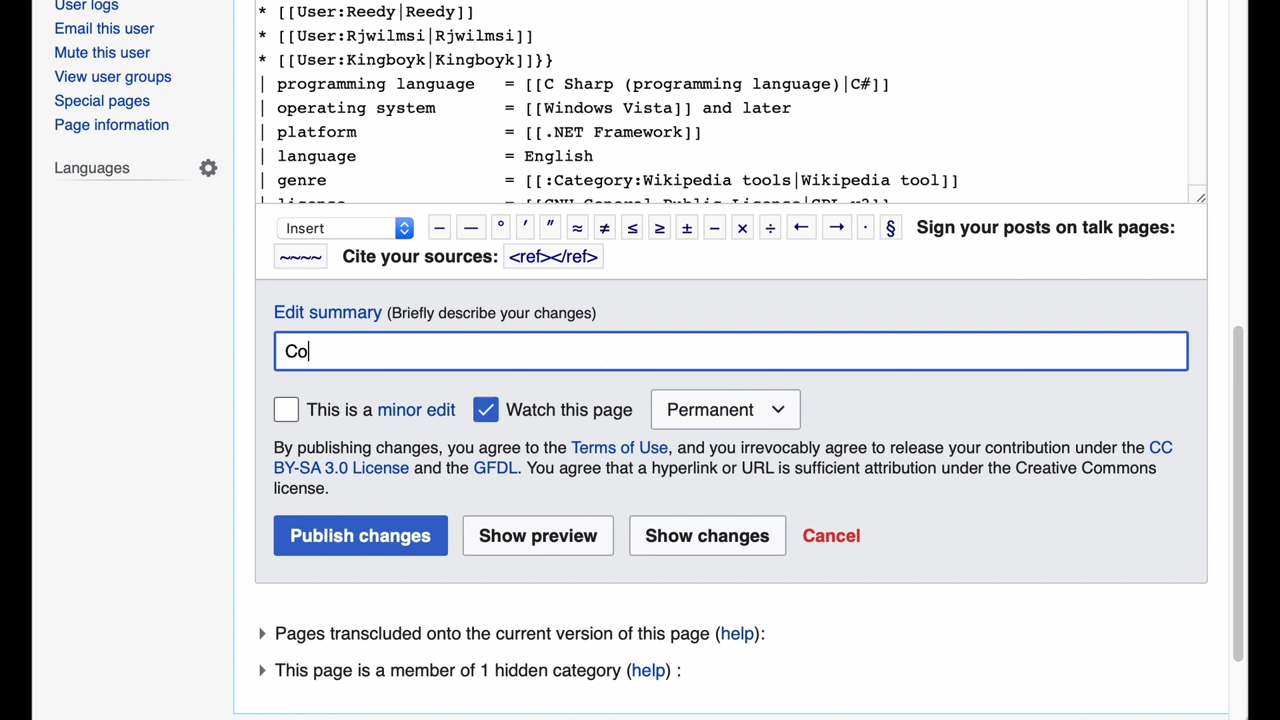 User logs
Email this user
Mute this user
View user groups
Special pages
Page information
Languages
* [[User:Reedy|Reedy]]
* [[User:Rjwilmsi|Rjwilmsi]]
* [[User:Kingboyk|Kingboyk]]}}
| programming language = [[C Sharp (programming language)|C#]]
| operating system = [[Windows Vista]] and later
| platform = [[.NET Framework]]
| language = English
| genre = [[:Category:Wikipedia tools|Wikipedia tool]]
| license = [[GNU General Public License|GPL v2]]
Insert – — ° ′ ″ ≈ ≠ ≤ ≥ ± − × ÷ ← → · § Sign your posts on talk pages:
~~~~ Cite your sources: <ref></ref>
Edit summary (Briefly describe your changes)
Co
This is a minor edit Watch this page Permanent
By publishing changes, you agree to the Terms of Use, and you irrevocably agree to release your contribution under the CC
BY-SA 3.0 License and the GFDL. You agree that a hyperlink or URL is sufficient attribution under the Creative Commons
license.
Publish changes Show preview Show changes Cancel
Pages transcluded onto the current version of this page (help):
This page is a member of 1 hidden category (help) :